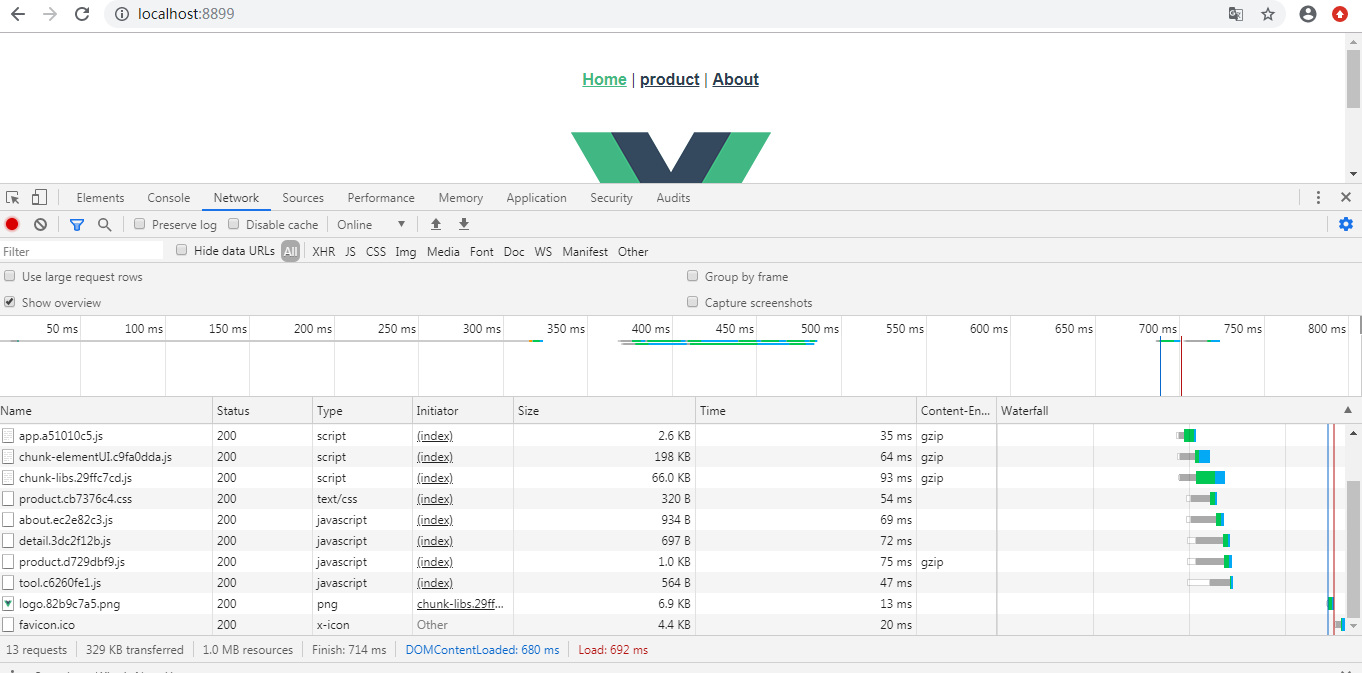 localhost:8899
Home | product | About
Elements Console Network Sources Performance Memory Application Security Audits
Preserve log Disable cache Online
Filter Hide data URLs All XHR JS CSS Img Media Font Doc WS Manifest Other
Use large request rows Group by frame
Show overview Capture screenshots
50 ms 100 ms 150 ms 200 ms 250 ms 300 ms 350 ms 400 ms 450 ms 500 ms 550 ms 600 ms 650 ms 700 ms 750 ms 800 ms
Name Status Type Initiator Size Time Content-En... Waterfall
app.a51010c5.js 200 script (index) 2.6 KB 35 ms gzip
chunk-elementUI.c9fa0dda.js 200 script (index) 198 KB 64 ms gzip
chunk-libs.29ffc7cd.js 200 script (index) 66.0 KB 93 ms gzip
product.cb7376c4.css 200 text/css (index) 320 B 54 ms
about.ec2e82c3.js 200 javascript (index) 934 B 69 ms
detail.3dc2f12b.js 200 javascript (index) 697 B 72 ms
product.d729dbf9.js 200 javascript (index) 1.0 KB 75 ms gzip
tool.c6260fe1.js 200 javascript (index) 564 B 47 ms
logo.82b9c7a5.png 200 png chunk-libs.29ff... 6.9 KB 13 ms
favicon.ico 200 x-icon Other 4.4 KB 20 ms
13 requests 329 KB transferred 1.0 MB resources Finish: 714 ms DOMContentLoaded: 680 ms Load: 692 ms